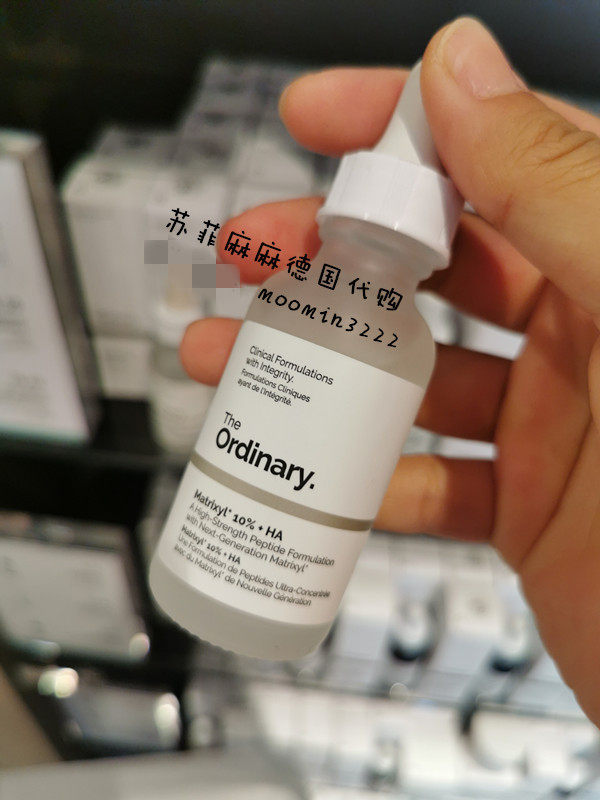 苏菲麻麻德国代购
moomin3222
Clinical Formulations
with Integrity.
Formulations Cliniques
ayant de l'Intégrité.
The
Ordinary.
Matrixyl* 10% + HA
A High-Strength Peptide Formulation
with Next-Generation Matrixyl*
Matrixyl* 10% + HA
Une Formulation de Peptides Ultra-Concentrée
avec du Matrixyl* de Nouvelle Génération